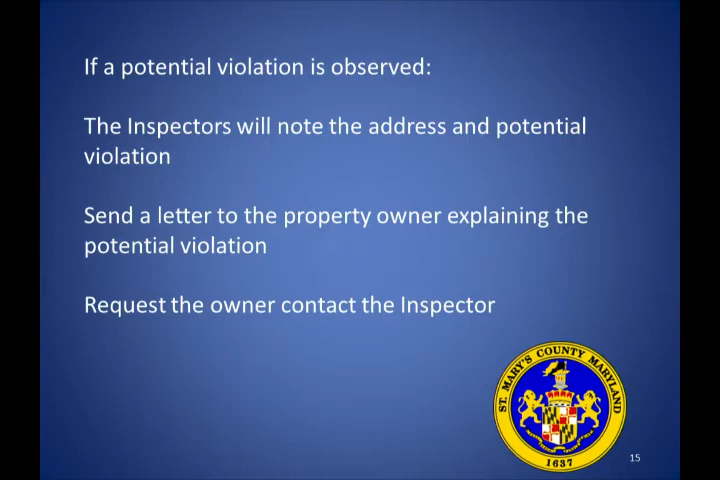 If a potential violation is observed:
The Inspectors will note the address and potential
violation
Send a letter to the property owner explaining the
potential violation
Request the owner contact the Inspector
ST. MARY'S COUNTY MARYLAND
1637
15